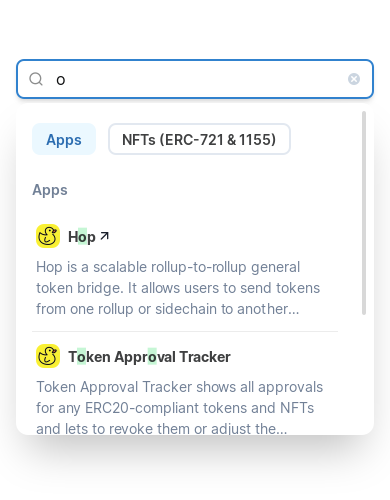 o
Apps
NFTs (ERC-721 & 1155)
Apps
Hop
Hop is a scalable rollup-to-rollup general
token bridge. It allows users to send tokens
from one rollup or sidechain to another...
Token Approval Tracker
Token Approval Tracker shows all approvals
for any ERC20-compliant tokens and NFTs
and lets to revoke them or adjust the...